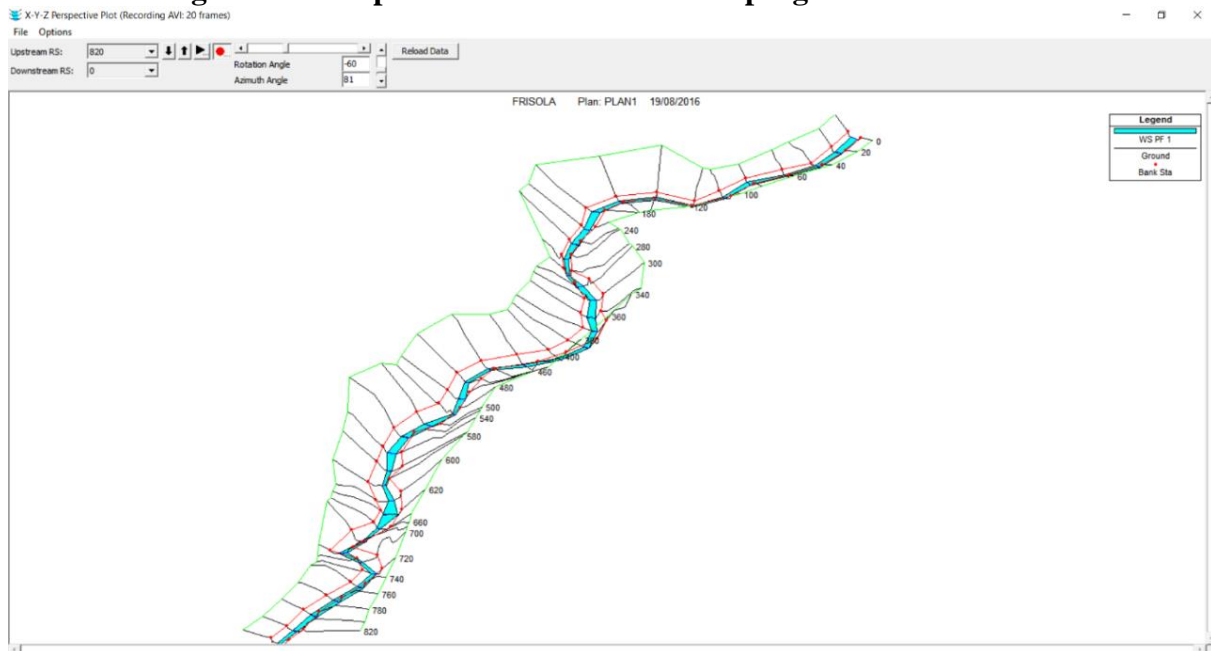 X-Y-Z Perspective Plot (Recording AVI: 20 frames)
File Options
Upstream RS: 820
Rotation Angle -60
Reload Data
Downstream RS: 0
Azimuth Angle 81
FRISOLA Plan: PLAN1 19/08/2016
Legend
WS PF 1
Ground
Bank Sta
0
20
40
60
100
120
180
240
280
300
340
360
380
400
460
480
500
540
580
600
620
660
700
720
740
760
780
820